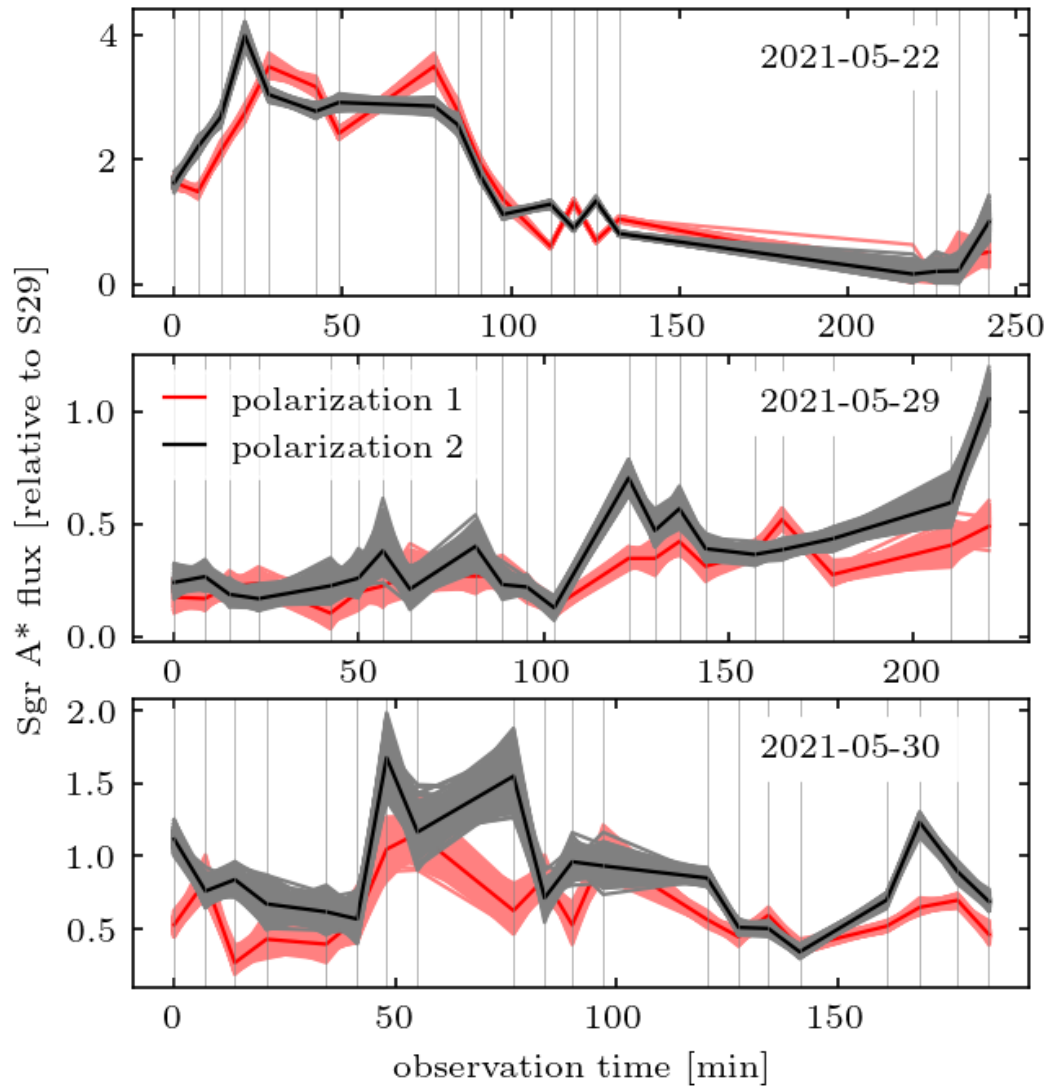 Sgr A* flux [relative to S29]
4
2
0
2021-05-22
0 50 100 150 200 250
1.0
0.5
0.0
polarization 1
polarization 2
2021-05-29
0 50 100 150 200
2.0
1.5
1.0
0.5
2021-05-30
0 50 100 150
observation time [min]